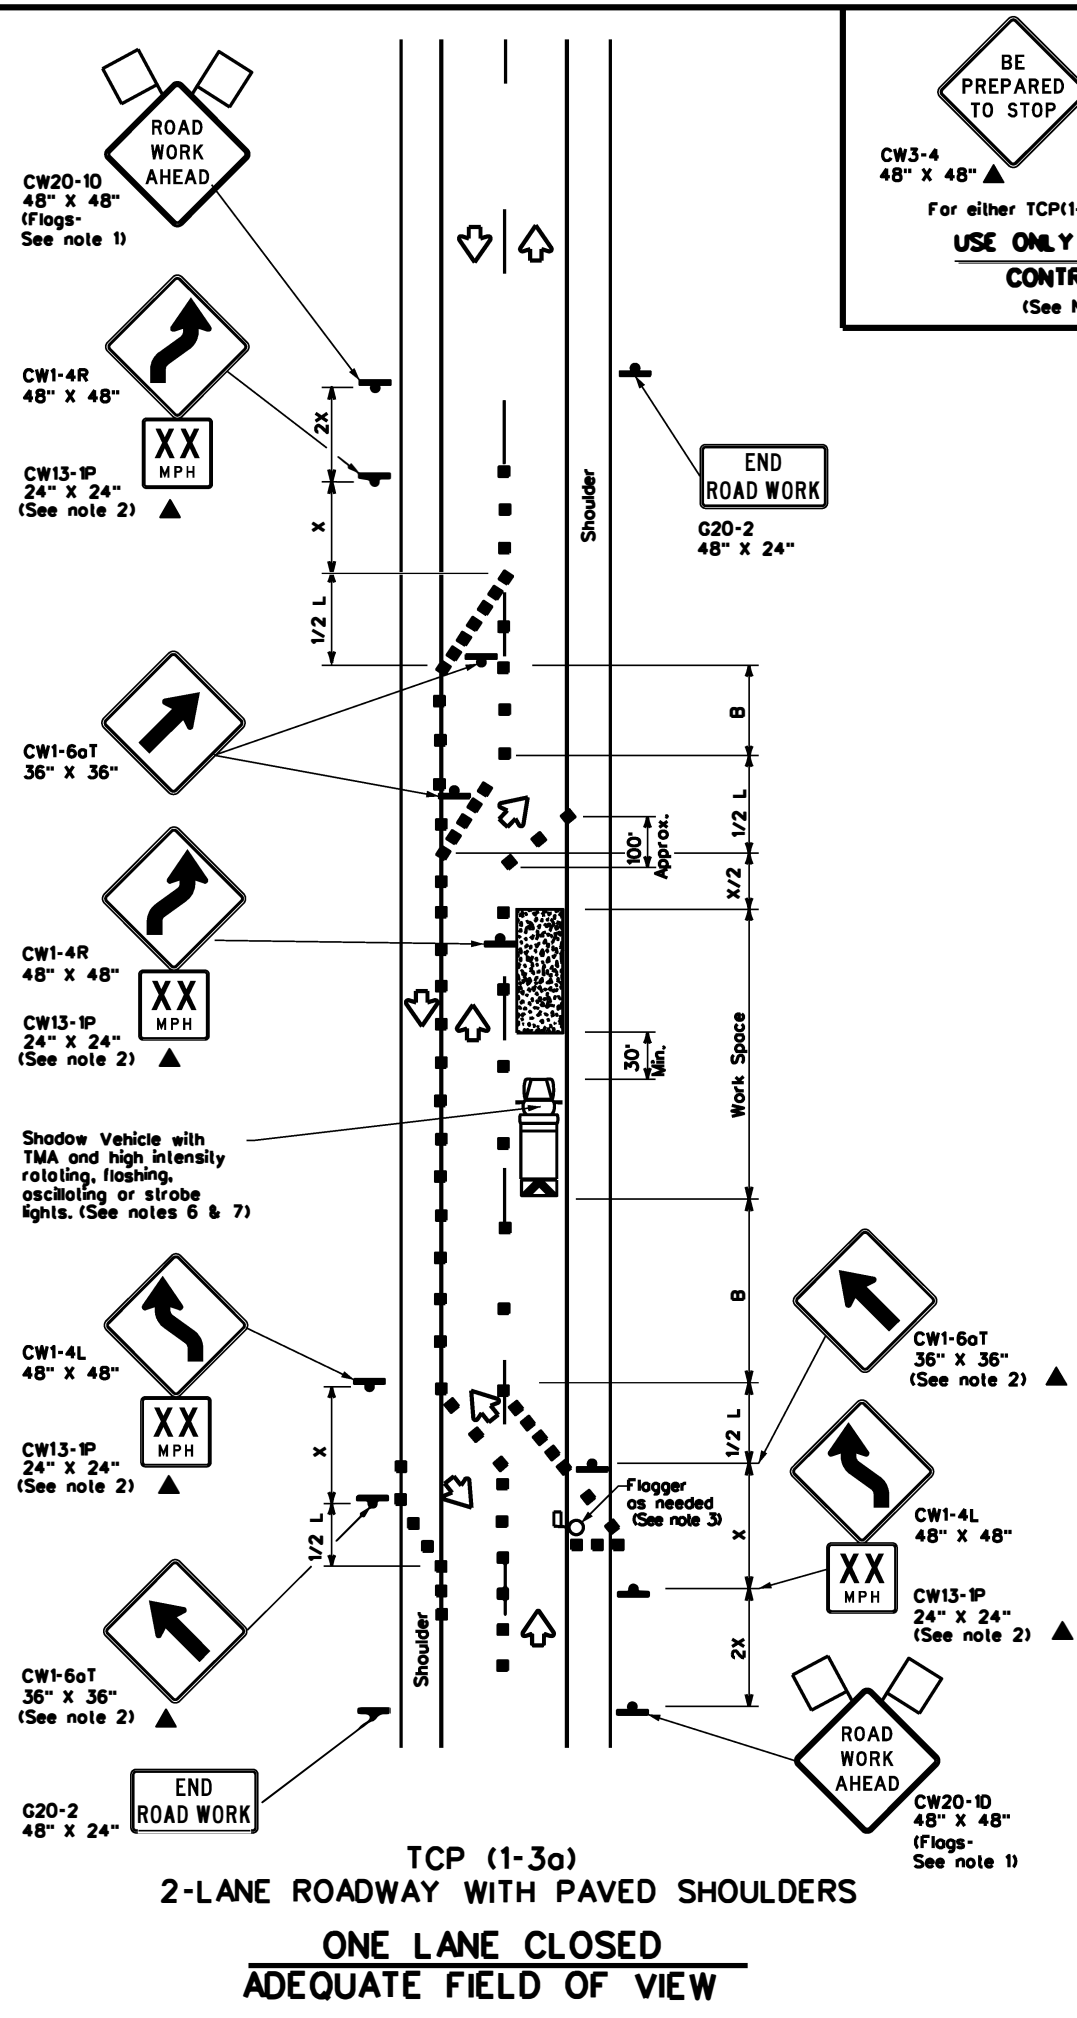 ROAD
WORK
AHEAD
CW20-1D
48" X 48"
(Flags-
See note 1)
BE
PREPARED
TO STOP
CW3-4
48" X 48"
For either TCP(1-
USE ONLY
CONTR
(See
CW1-4R
48" X 48"
XX
MPH
CW13-1P
24" X 24"
(See note 2)
2X
X
1/2 L
Shoulder
END
ROAD WORK
G20-2
48" X 24"
CW1-6aT
36" X 36"
B
1/2 L
100'
Approx.
X/2
CW1-4R
48" X 48"
XX
MPH
CW13-1P
24" X 24"
(See note 2)
30'
Min.
Work Space
Shadow Vehicle with
TMA and high intensity
rotating, flashing,
oscillating or strobe
lights. (See notes 6 & 7)
B
CW1-4L
48" X 48"
XX
MPH
CW13-1P
24" X 24"
(See note 2)
X
1/2 L
CW1-6aT
36" X 36"
(See note 2)
1/2 L
Flagger
as needed
(See note 3)
X
CW1-4L
48" X 48"
XX
MPH
CW13-1P
24" X 24"
(See note 2)
2X
Shoulder
CW1-6aT
36" X 36"
(See note 2)
END
ROAD WORK
G20-2
48" X 24"
ROAD
WORK
AHEAD
CW20-1D
48" X 48"
(Flags-
See note 1)
TCP (1-3a)
2-LANE ROADWAY WITH PAVED SHOULDERS
ONE LANE CLOSED
ADEQUATE FIELD OF VIEW